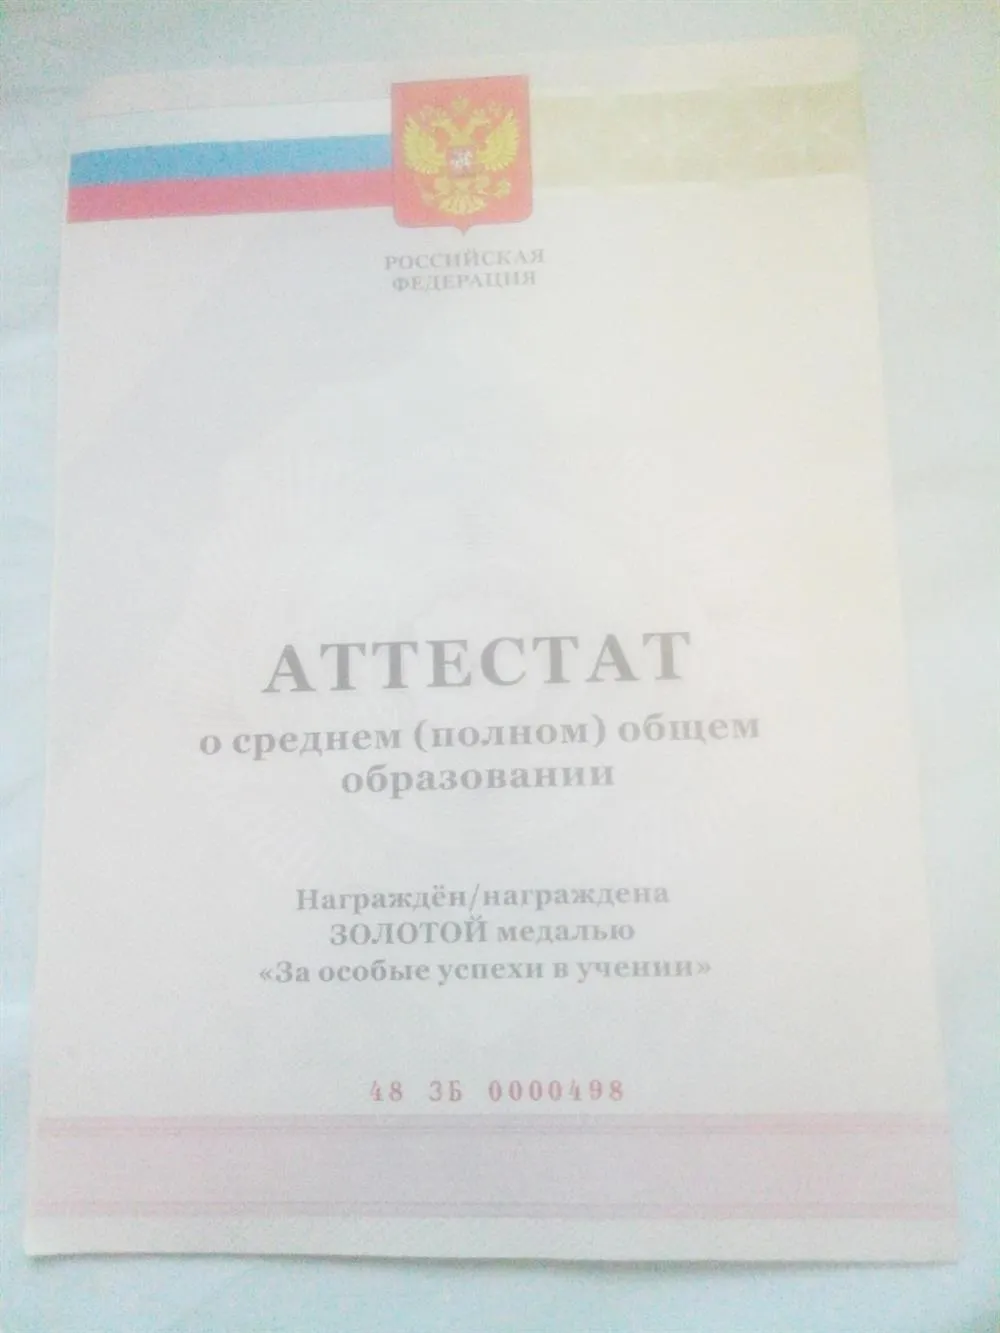 РОССИЙСКАЯ
ФЕДЕРАЦИЯ
АТТЕСТАТ
о среднем (полном) общем
образовании
Награждён/награждена
ЗОЛОТОЙ медалью
«За особые успехи в учении»
48 ЗБ 0000498